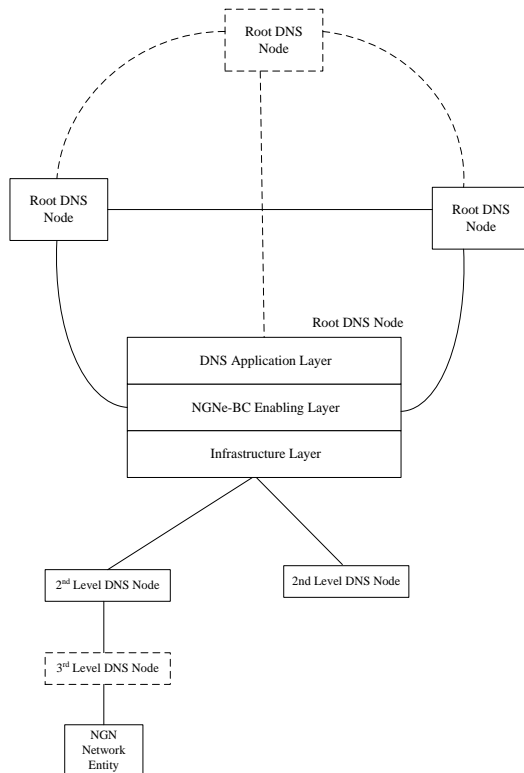 Root DNS
Node
Root DNS
Node
Root DNS
Node
Root DNS Node
DNS Application Layer
NGNe-BC Enabling Layer
Infrastructure Layer
2nd Level DNS Node
2nd Level DNS Node
3rd Level DNS Node
NGN
Network
Entity